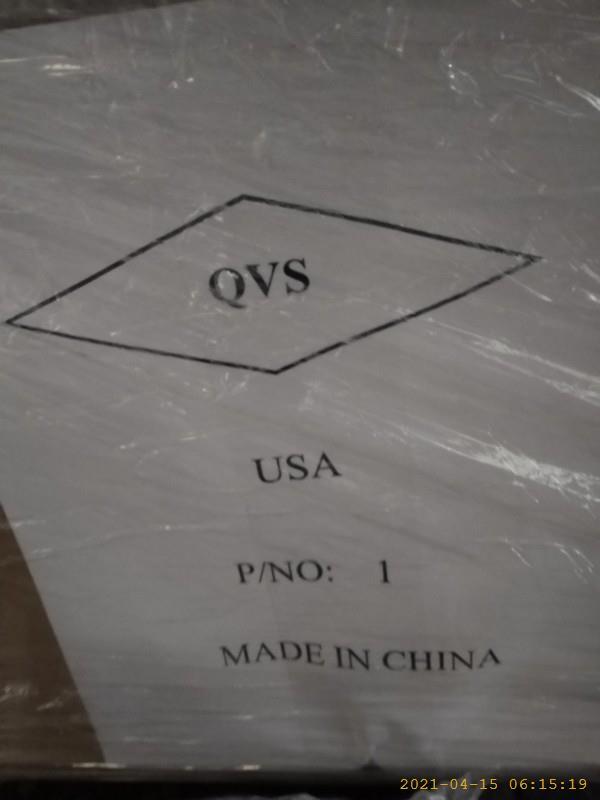 QVS
USA
P/NO: 1
MADE IN CHINA
2021-04-15 06:15:19